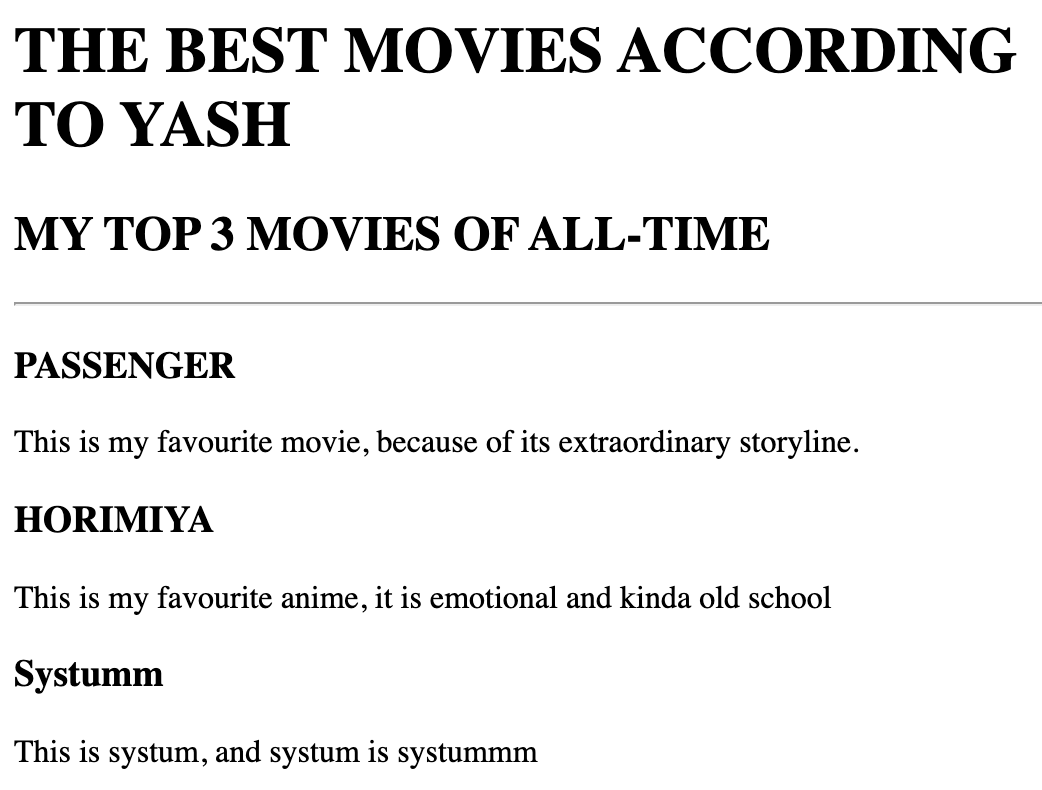 THE BEST MOVIES ACCORDING
TO YASH
MY TOP 3 MOVIES OF ALL-TIME
PASSENGER
This is my favourite movie, because of its extraordinary storyline.
HORIMIYA
This is my favourite anime, it is emotional and kinda old school
Systumm
This is systum, and systum is systummm